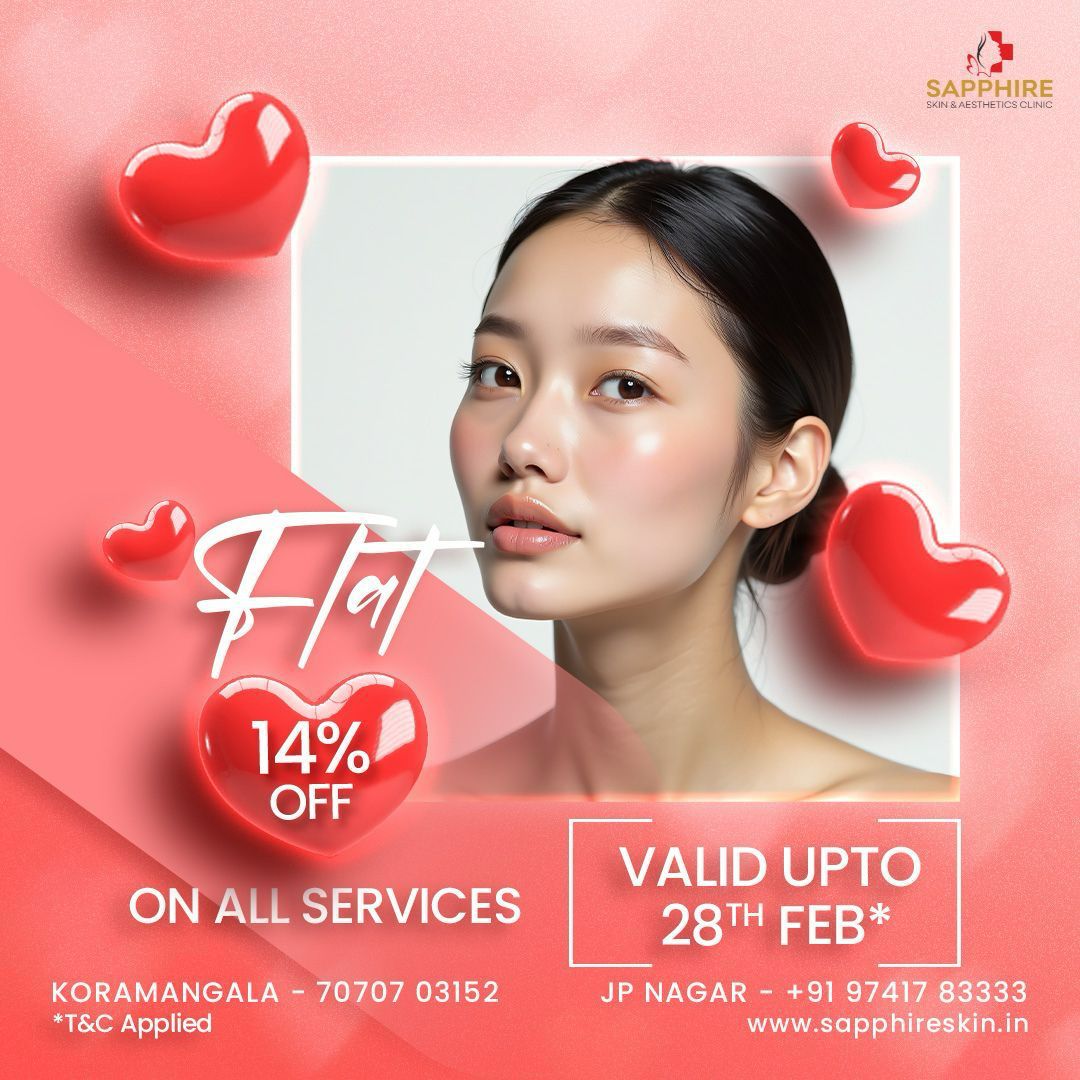 SAPPHIRE
SKIN & AESTHETICS CLINIC
Flat
14%
OFF
ON ALL SERVICES
VALID UPTO
28TH FEB*
KORAMANGALA - 70707 03152
*T&C Applied
JP NAGAR - +91 97417 83333
www.sapphireskin.in